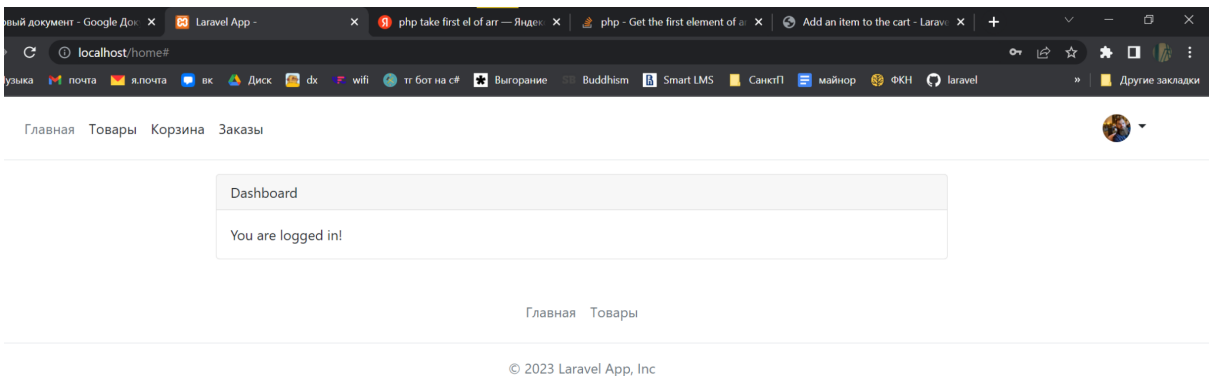 овый документ - Google Док
Laravel App -
php take first el of arr — Яндек
php - Get the first element of a
Add an item to the cart - Larave
localhost/home#
узыка
почта
я.почта
вк
Диск
dx
wifi
тг бот на c#
Выгорание
SB Buddhism
Smart LMS
СанктП
майнор
ФКН
laravel
»
Другие закладки
Главная Товары Корзина Заказы
Dashboard
You are logged in!
Главная Товары
© 2023 Laravel App, Inc